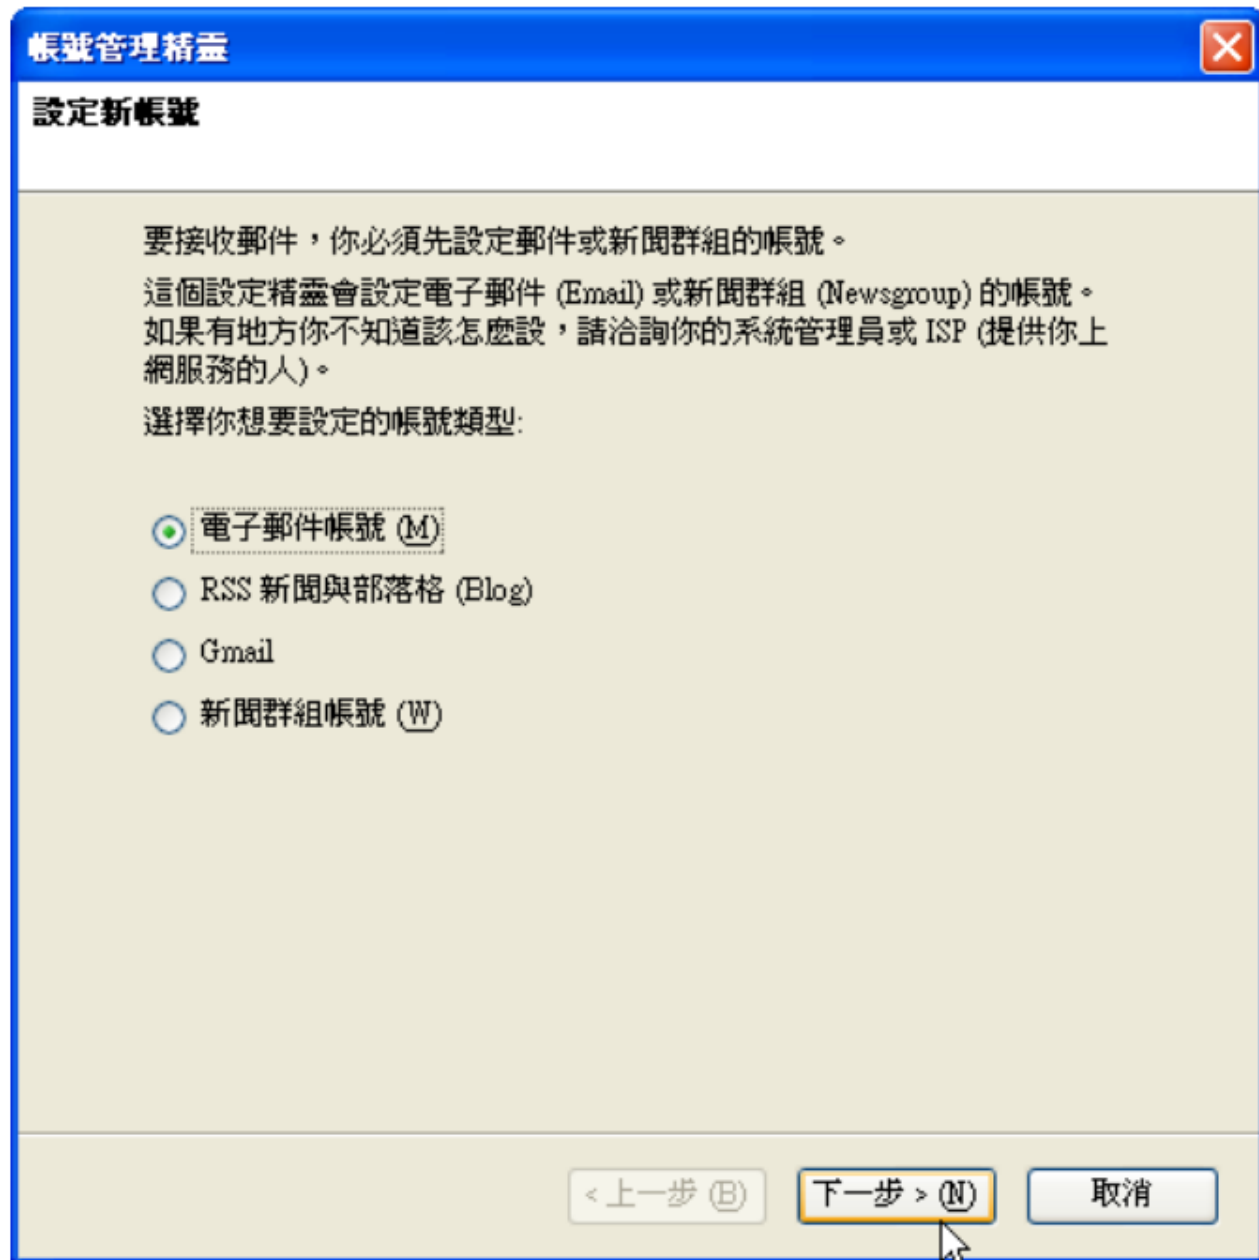 帳號管理精靈
設定新帳號
要接收郵件，你必須先設定郵件或新聞群組的帳號。
這個設定精靈會設定電子郵件 (Email) 或新聞群組 (Newsgroup) 的帳號。
如果有地方你不知道該怎麼設，請洽詢你的系統管理員或 ISP (提供你上
網服務的人)。
選擇你想要設定的帳號類型:
電子郵件帳號 (M)
RSS 新聞與部落格 (Blog)
Gmail
新聞群組帳號 (W)
< 上一步 (B) 下一步 > (N) 取消